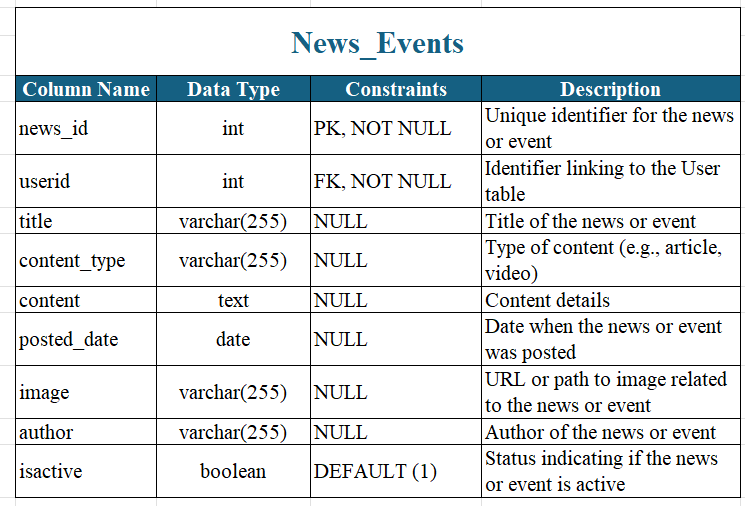 News_Events
Column Name Data Type Constraints Description
news_id int PK, NOT NULL Unique identifier for the news
or event
userid int FK, NOT NULL Identifier linking to the User
table
title varchar(255) NULL Title of the news or event
content_type varchar(255) NULL Type of content (e.g., article,
video)
content text NULL Content details
posted_date date NULL Date when the news or event
was posted
image varchar(255) NULL URL or path to image related
to the news or event
author varchar(255) NULL Author of the news or event
isactive boolean DEFAULT (1) Status indicating if the news
or event is active